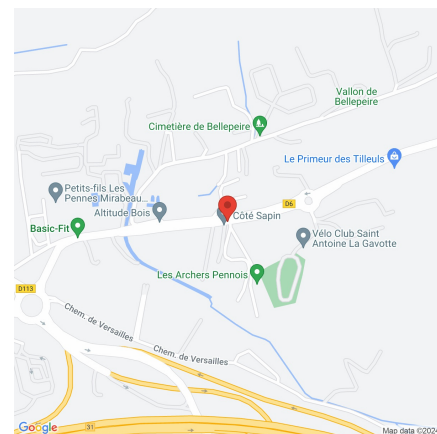 Vallon de
Bellepeire
Cimetière de Bellepeire
Le Primeur des Tilleuls
Petits-fils Les
Pennes Mirabeau...
Altitude Bois
Côté Sapin
D6
Basic-Fit
Vélo Club Saint
Antoine La Gavotte
Les Archers Pennois
D113
Chem. de Versailles
Chem. de Versailles
Google
31
Map data ©2024